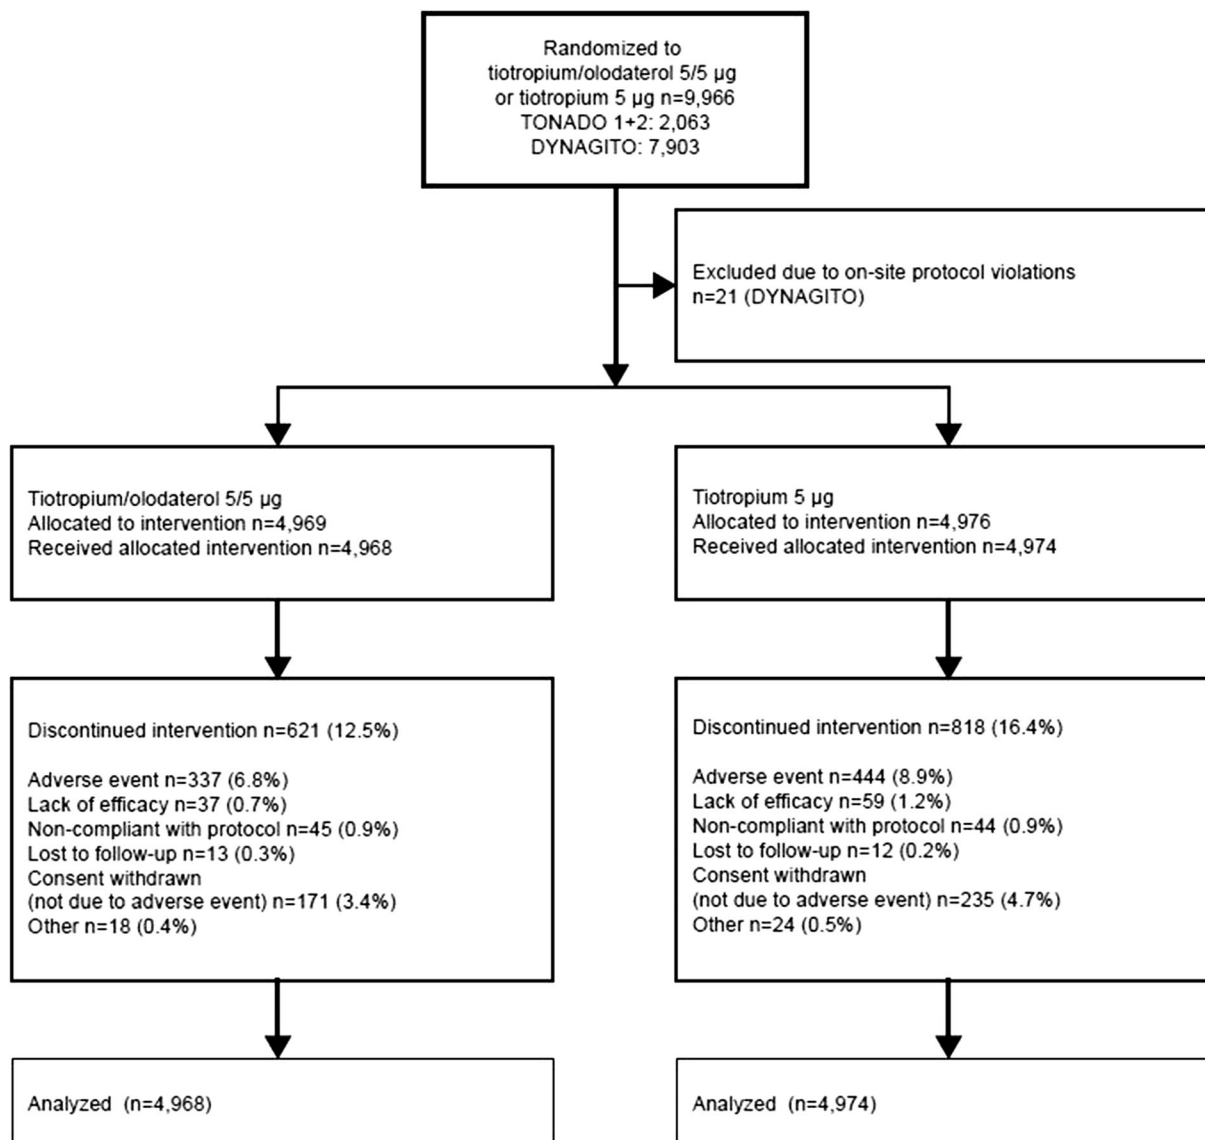 Randomized to
tiotropium/olodaterol 5/5 µg
or tiotropium 5 µg n=9,966
TONADO 1+2: 2,063
DYNAGITO: 7,903
Excluded due to on-site protocol violations
n=21 (DYNAGITO)
Tiotropium/olodaterol 5/5 µg
Allocated to intervention n=4,969
Received allocated intervention n=4,968
Tiotropium 5 µg
Allocated to intervention n=4,976
Received allocated intervention n=4,974
Discontinued intervention n=621 (12.5%)
Adverse event n=337 (6.8%)
Lack of efficacy n=37 (0.7%)
Non-compliant with protocol n=45 (0.9%)
Lost to follow-up n=13 (0.3%)
Consent withdrawn
(not due to adverse event) n=171 (3.4%)
Other n=18 (0.4%)
Discontinued intervention n=818 (16.4%)
Adverse event n=444 (8.9%)
Lack of efficacy n=59 (1.2%)
Non-compliant with protocol n=44 (0.9%)
Lost to follow-up n=12 (0.2%)
Consent withdrawn
(not due to adverse event) n=235 (4.7%)
Other n=24 (0.5%)
Analyzed (n=4,968)
Analyzed (n=4,974)